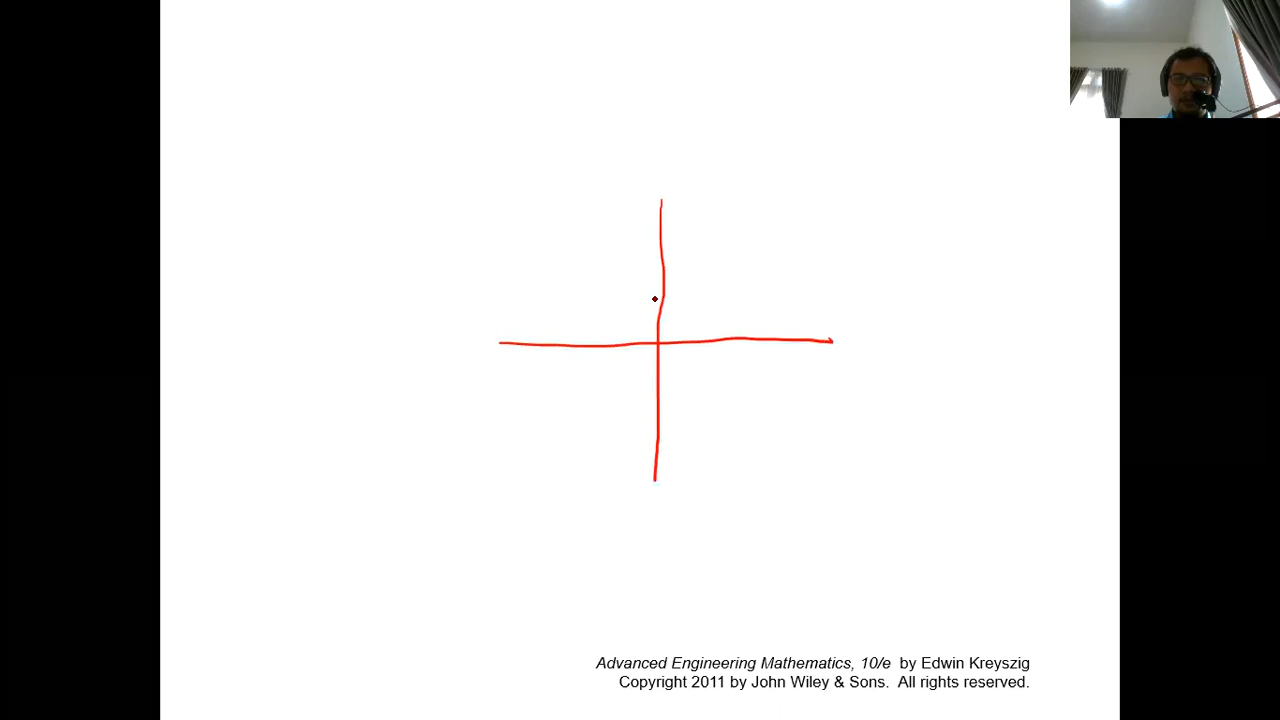 Advanced Engineering Mathematics, 10/e by Edwin Kreyszig
Copyright 2011 by John Wiley & Sons. All rights reserved.